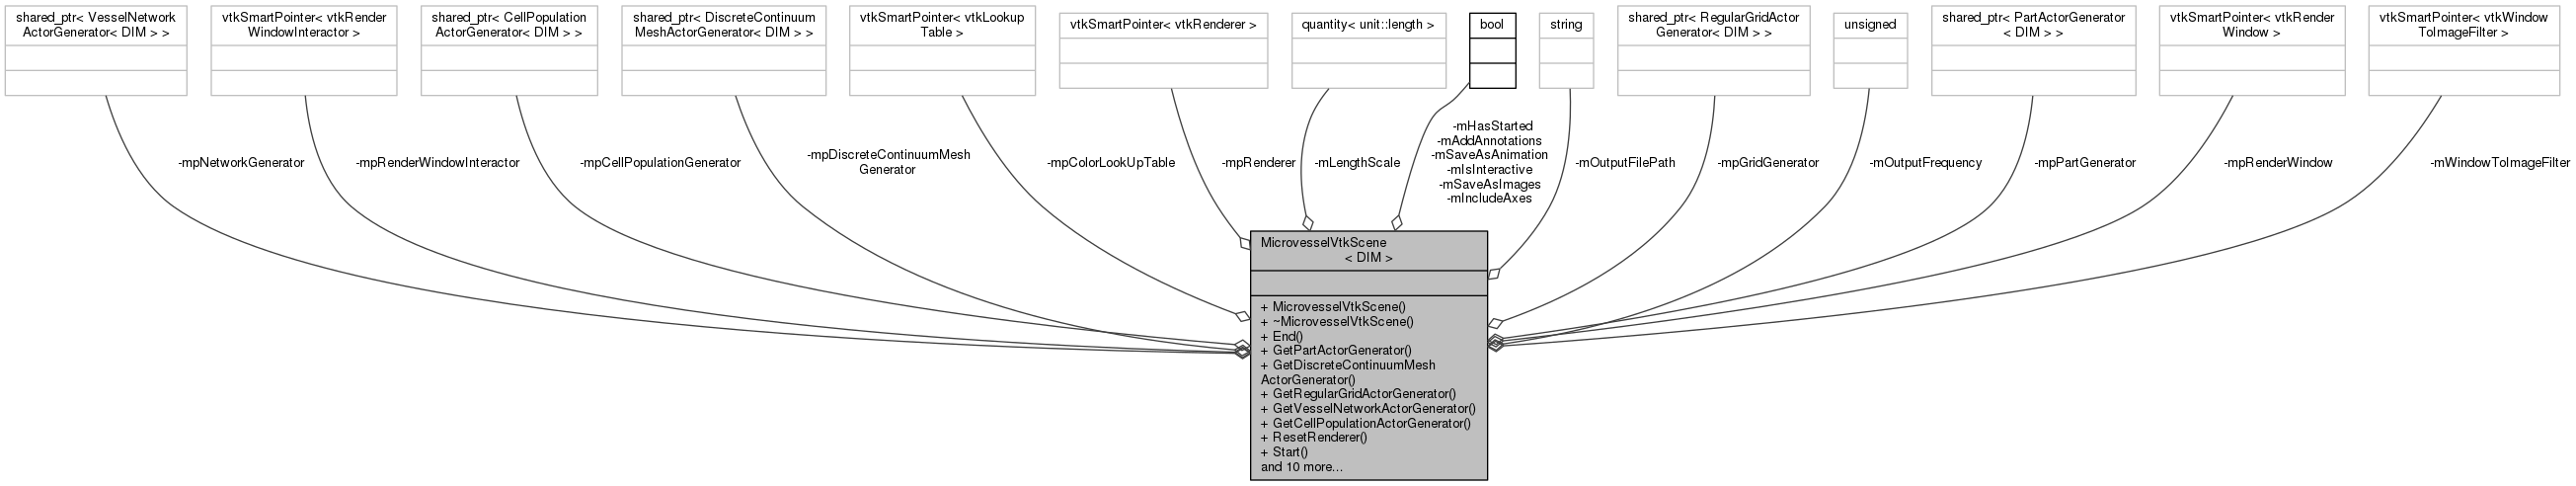 shared_ptr< VesselNetwork
ActorGenerator< DIM > >
vtkSmartPointer< vtkRender
WindowInteractor >
shared_ptr< CellPopulation
ActorGenerator< DIM > >
shared_ptr< DiscreteContinuum
MeshActorGenerator< DIM > >
vtkSmartPointer< vtkLookup
Table >
vtkSmartPointer< vtkRenderer >
quantity< unit::length >
bool
string
shared_ptr< RegularGridActor
Generator< DIM > >
unsigned
shared_ptr< PartActorGenerator
< DIM > >
vtkSmartPointer< vtkRender
Window >
vtkSmartPointer< vtkWindow
ToImageFilter >
-mpNetworkGenerator
-mpRenderWindowInteractor
-mpCellPopulationGenerator
-mpDiscreteContinuumMesh
Generator
-mpColorLookUpTable
-mpRenderer
-mLengthScale
-mHasStarted
-mAddAnnotations
-mSaveAsAnimation
-mIsInteractive
-mSaveAsImages
-mIncludeAxes
-mOutputFilePath
-mpGridGenerator
-mOutputFrequency
-mpPartGenerator
-mpRenderWindow
-mWindowToImageFilter
MicrovesselVtkScene
< DIM >
+ MicrovesselVtkScene()
+ ~MicrovesselVtkScene()
+ End()
+ GetPartActorGenerator()
+ GetDiscreteContinuumMesh
ActorGenerator()
+ GetRegularGridActorGenerator()
+ GetVesselNetworkActorGenerator()
+ GetCellPopulationActorGenerator()
+ ResetRenderer()
+ Start()
and 10 more...